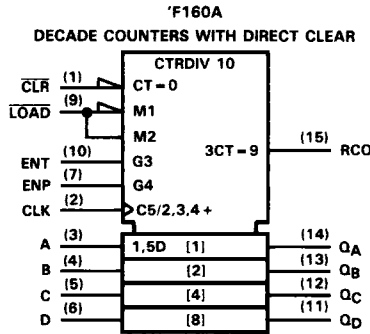 'F160A
DECADE COUNTERS WITH DIRECT CLEAR
CTRDIV 10
CLR (1) CT=0
LOAD (9) M1
M2
ENT (10) G3 3CT=9 (15) RCO
ENP (7) G4
CLK (2) C5/2,3,4+
A (3) 1,5D [1] (14) QA
B (4) [2] (13) QB
C (5) [4] (12) QC
D (6) [8] (11) QD